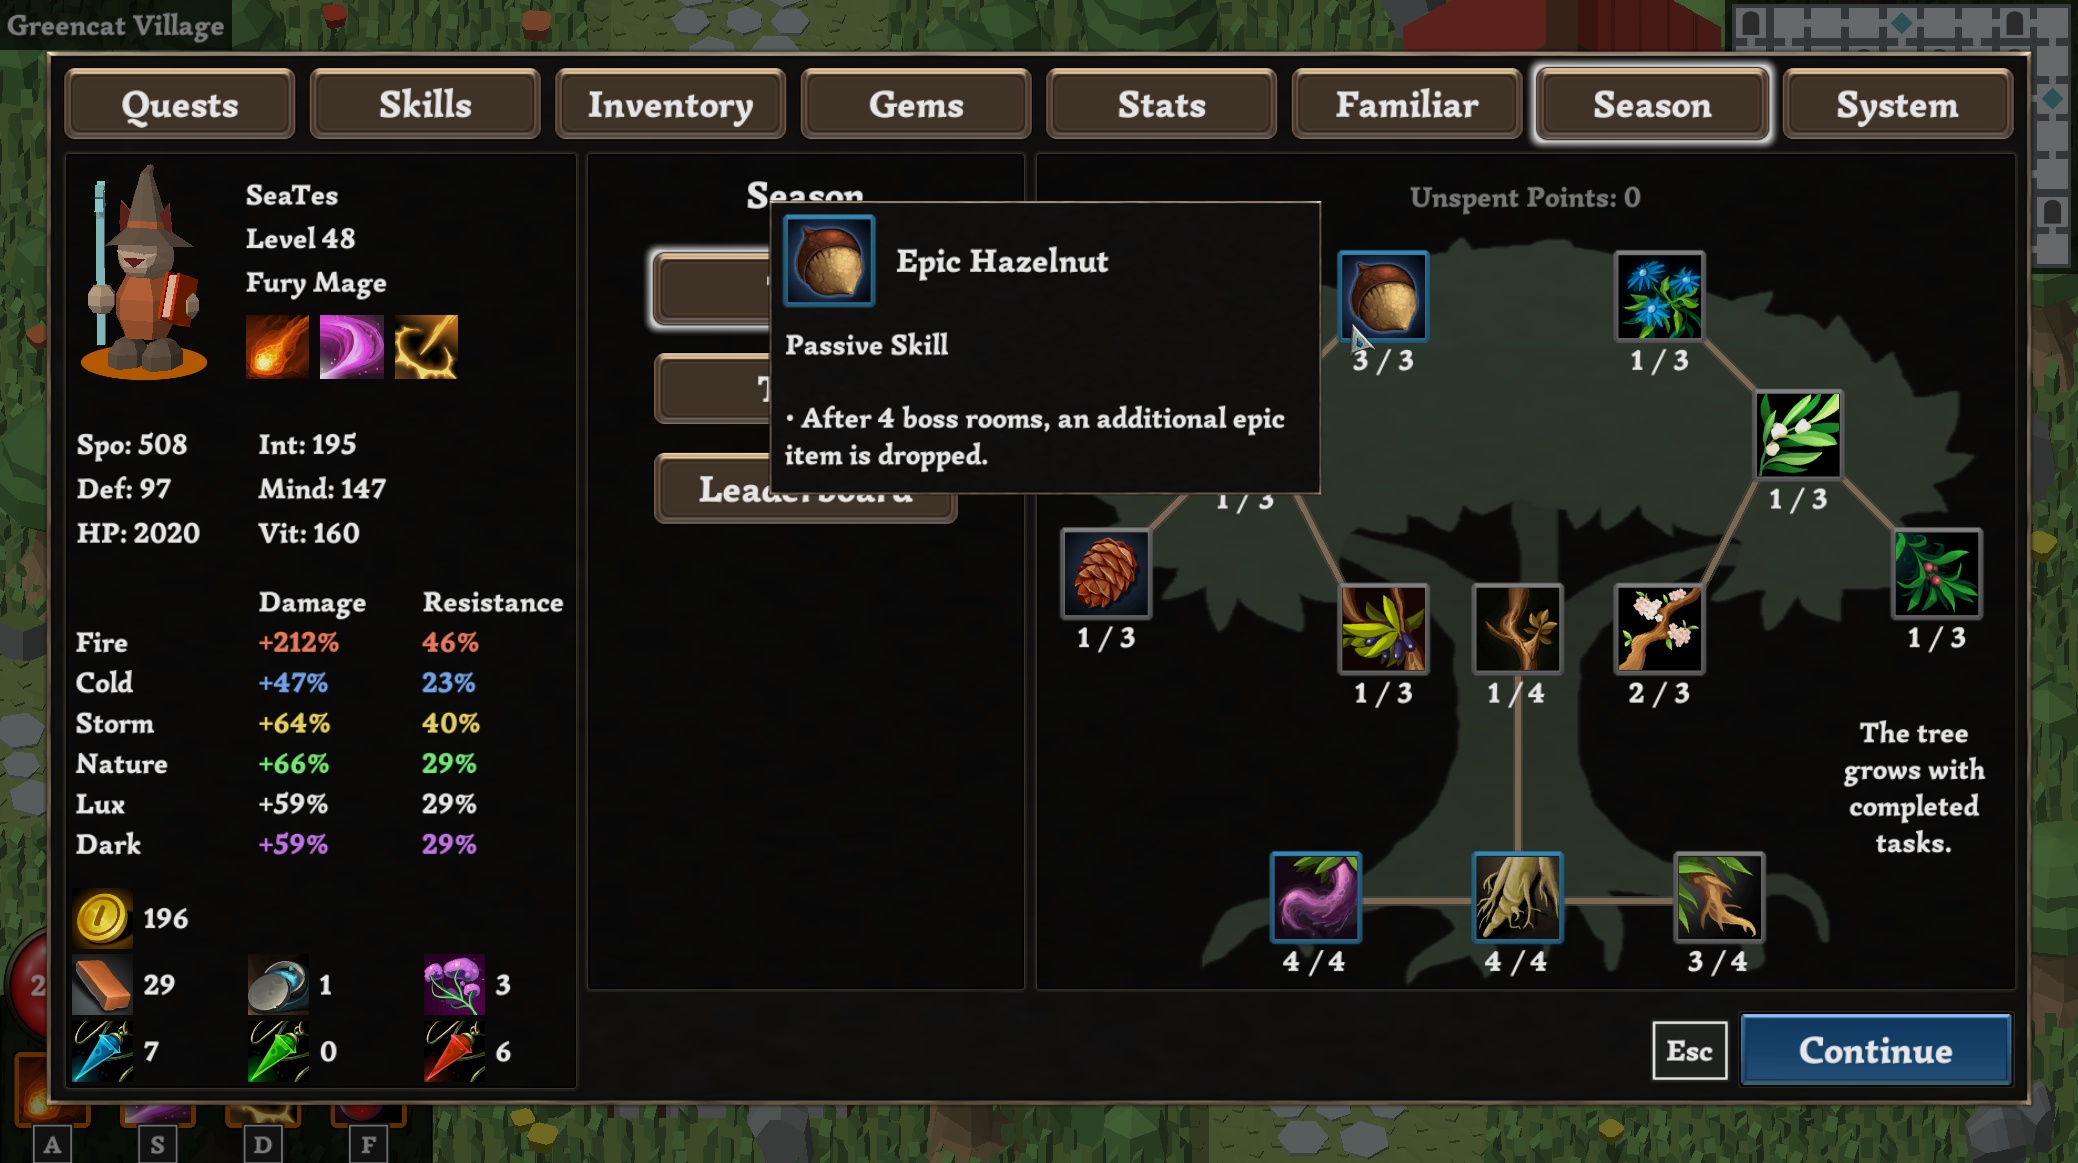 Greencat Village
Quests
Skills
Inventory
Gems
Stats
Familiar
Season
System
SeaTes
Level 48
Fury Mage
Spo: 508
Int: 195
Def: 97
Mind: 147
HP: 2020
Vit: 160
Damage
Resistance
Fire +212% 46%
Cold +47% 23%
Storm +64% 40%
Nature +66% 29%
Lux +59% 29%
Dark +59% 29%
196
29
1
3
7
0
6
Season
Leaderboard
Epic Hazelnut
Passive Skill
• After 4 boss rooms, an additional epic
item is dropped.
Unspent Points: 0
3 / 3
1 / 3
1 / 3
1 / 3
1 / 3
1 / 3
1 / 3
1 / 4
2 / 3
The tree
grows with
completed
tasks.
4 / 4
4 / 4
3 / 4
Esc
Continue
A
S
D
F